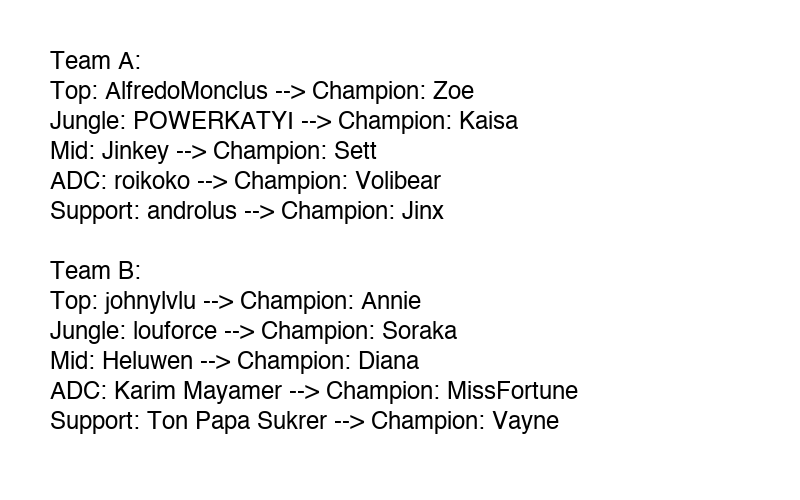 Team A:
Top: AlfredoMonclus --> Champion: Zoe
Jungle: POWERKATYI --> Champion: Kaisa
Mid: Jinkey --> Champion: Sett
ADC: roikoko --> Champion: Volibear
Support: androlus --> Champion: Jinx

Team B:
Top: johnylvlu --> Champion: Annie
Jungle: louforce --> Champion: Soraka
Mid: Heluwen --> Champion: Diana
ADC: Karim Mayamer --> Champion: MissFortune
Support: Ton Papa Sukrer --> Champion: Vayne